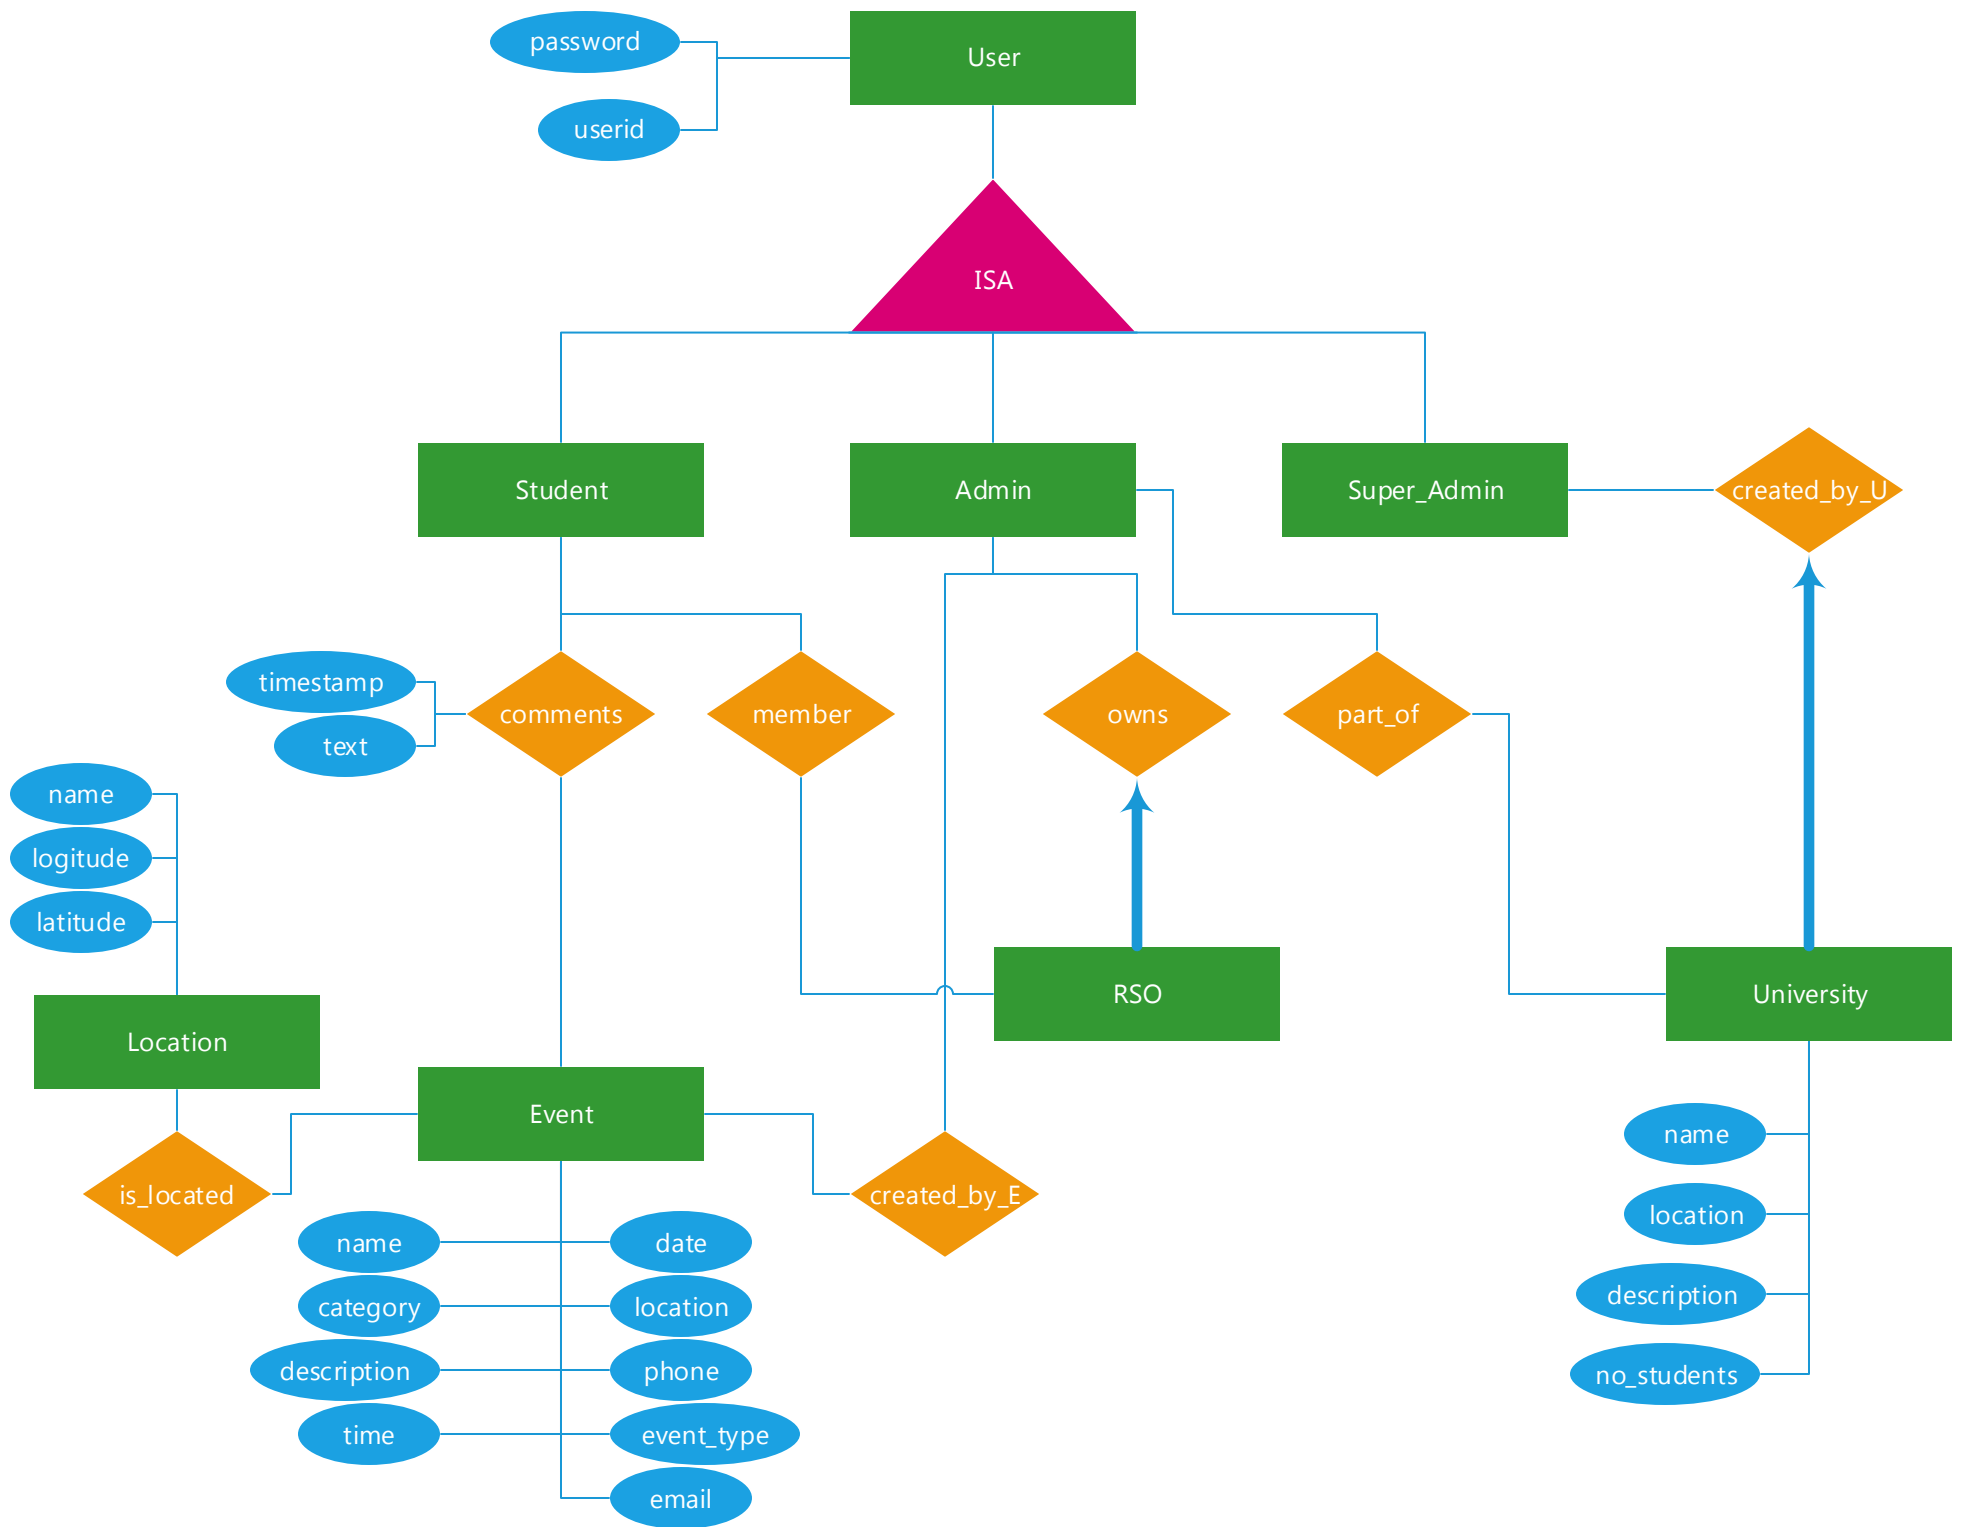 password
User
userid
ISA
Student
Admin
Super_Admin
created_by_U
timestamp
comments
member
owns
part_of
text
name
logitude
latitude
RSO
University
Location
Event
name
is_located
created_by_E
location
name
date
description
category
location
description
phone
no_students
time
event_type
email